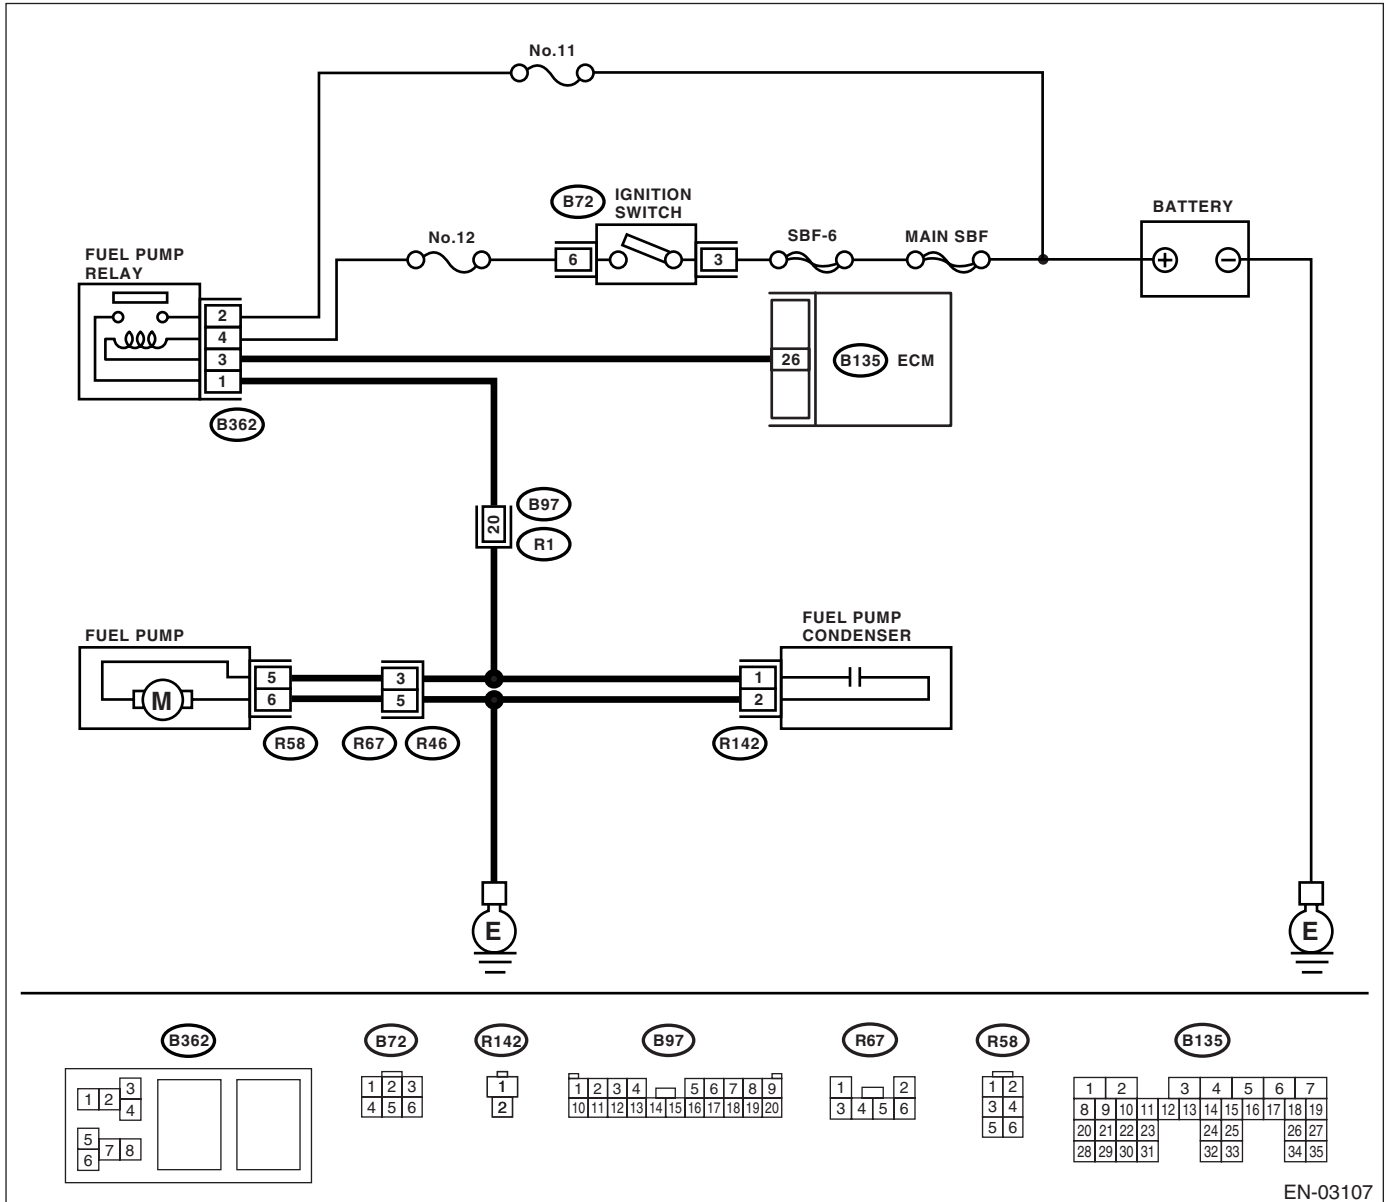 No.11
B72
IGNITION
SWITCH
BATTERY
FUEL PUMP
RELAY
No.12
SBF-6
MAIN SBF
6
3
+
−
2
4
3
1
26
B135
ECM
B362
20
B97
R1
FUEL PUMP
FUEL PUMP
CONDENSER
M
5
6
3
5
1
2
R58
R67
R46
R142
E
E
B362
B72
R142
B97
R67
R58
B135
1 2 3
4
5
6 7 8
1 2 3
4 5 6
1
2
1 2 3 4 5 6 7 8 9
10 11 12 13 14 15 16 17 18 19 20
1 2
3 4 5 6
1 2
3 4
5 6
1 2 3 4 5 6 7
8 9 10 11 12 13 14 15 16 17 18 19
20 21 22 23 24 25 26 27
28 29 30 31 32 33 34 35
EN-03107